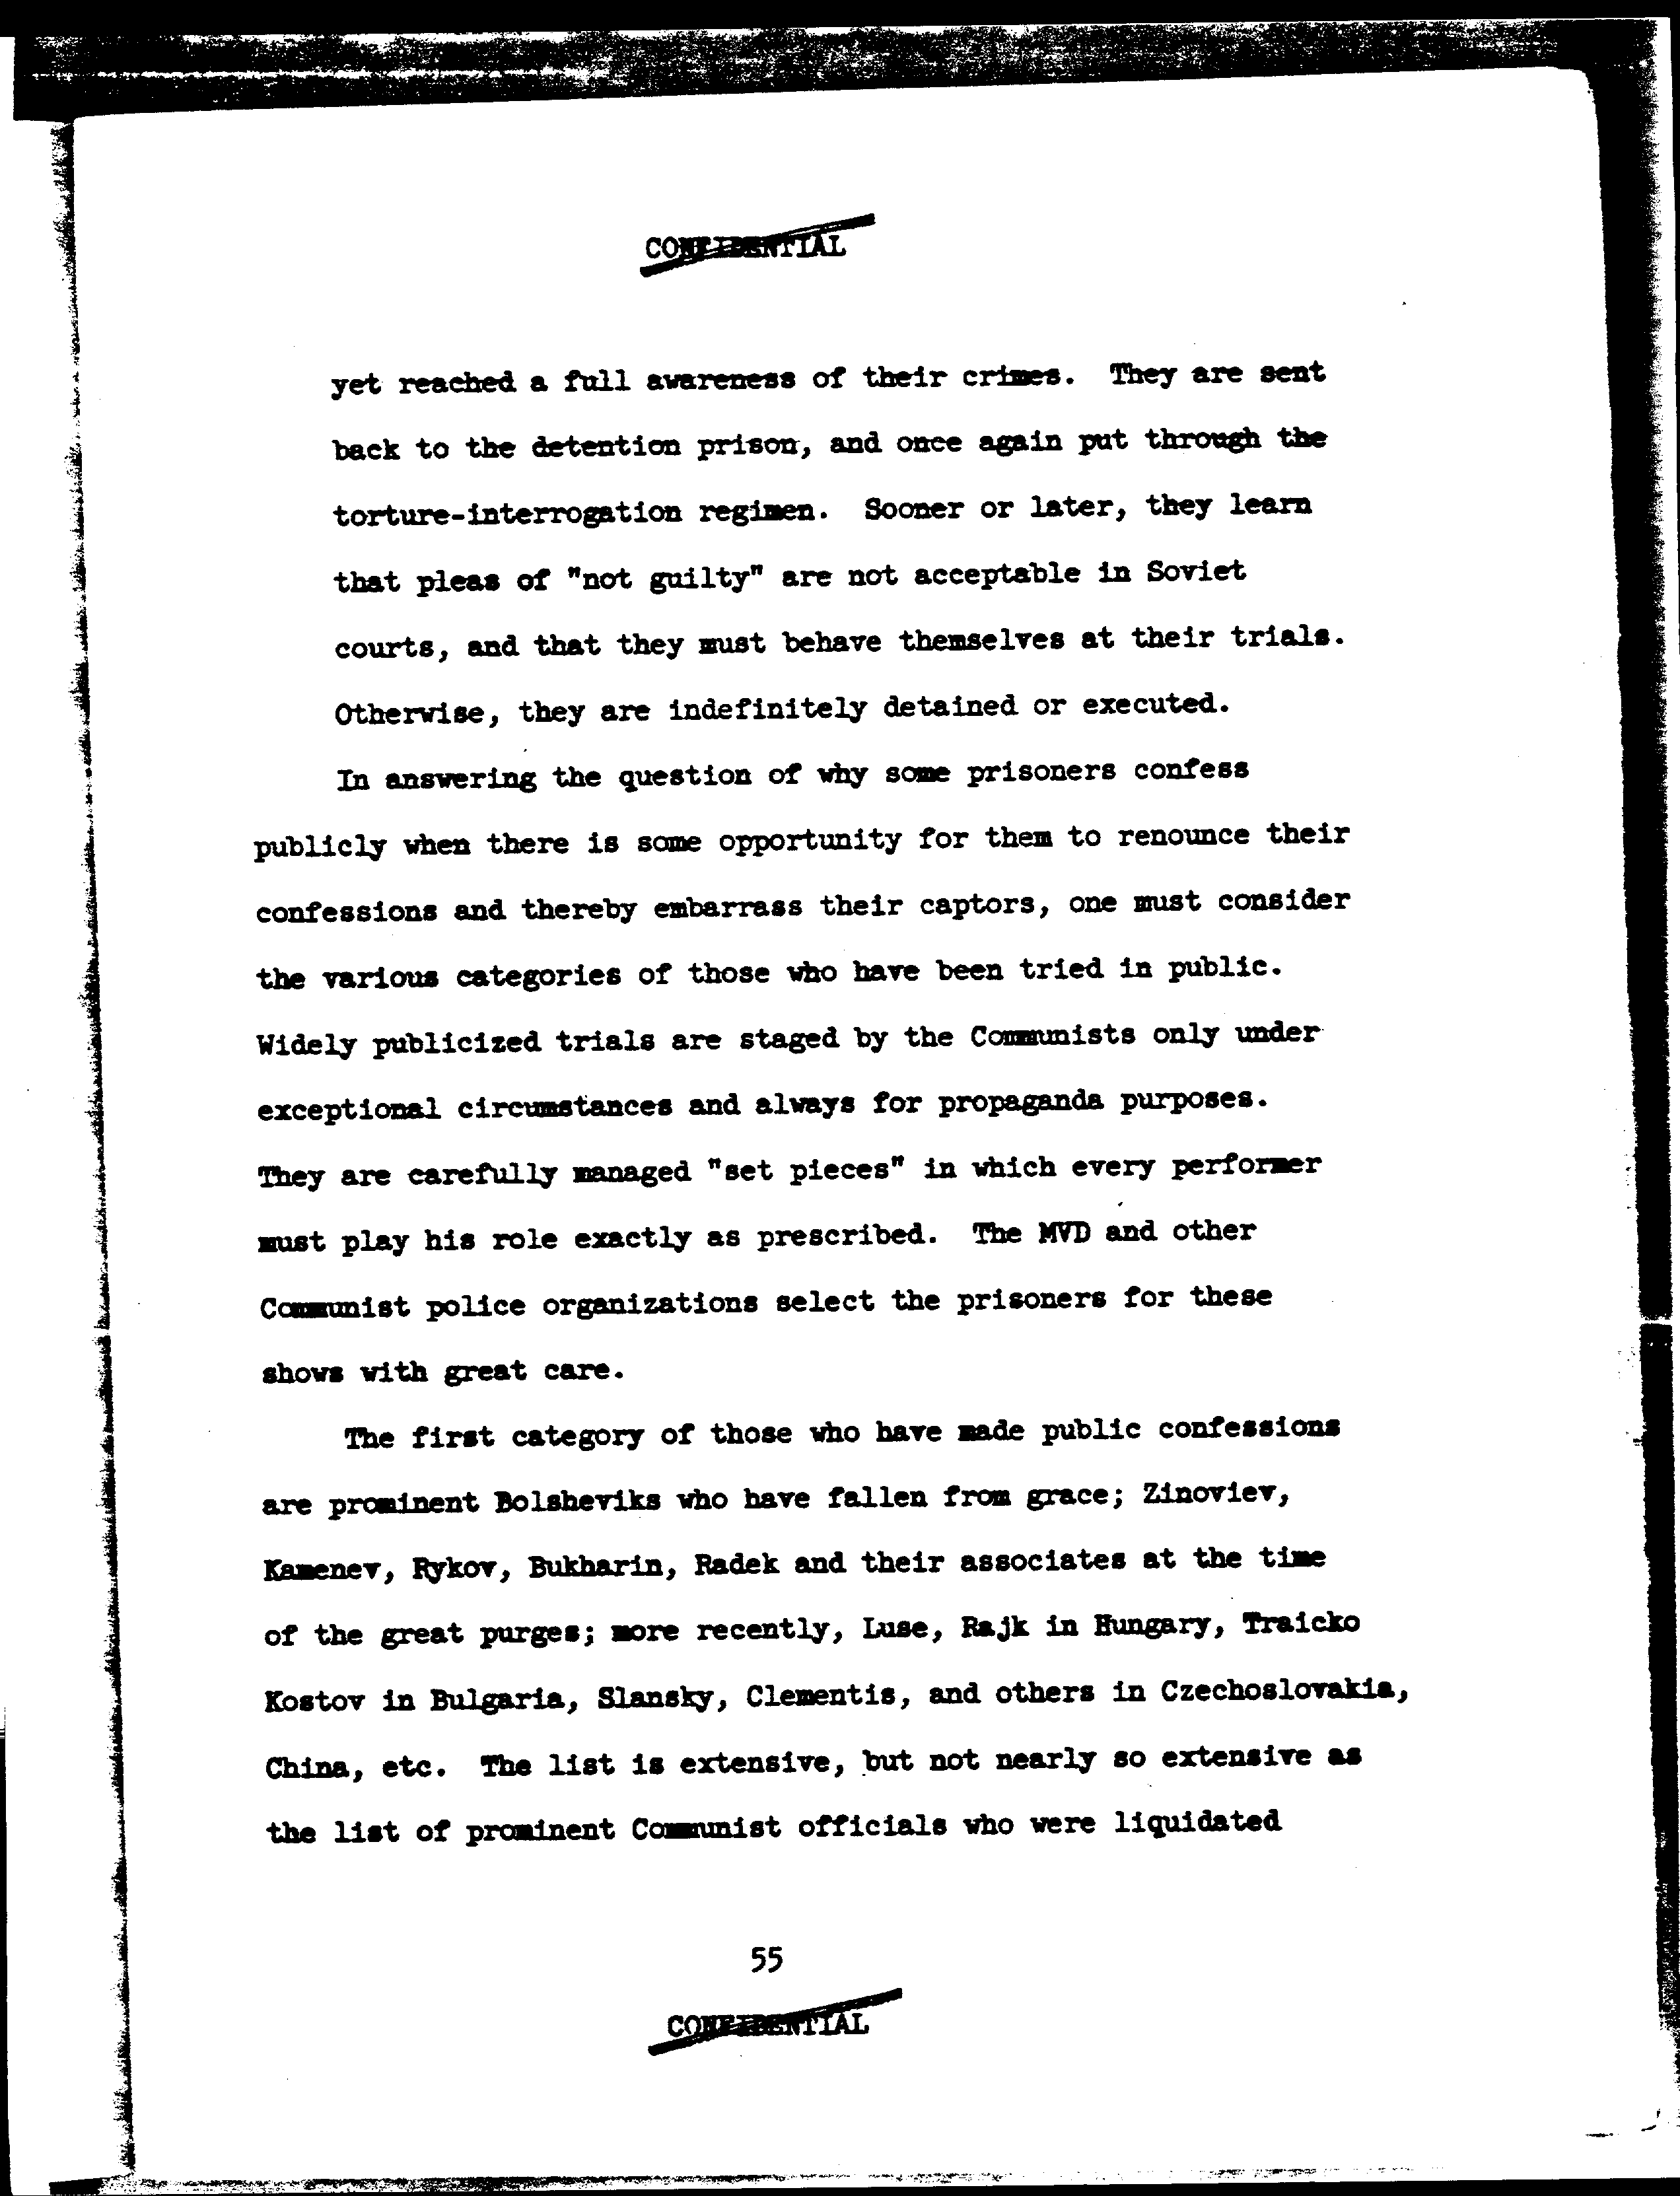 CONFIDENTIAL
yet reached a full awareness of their crimes. They are sent
back to the detention prison, and once again put through the
torture-interrogation regimen. Sooner or later, they learn
that pleas of "not guilty" are not acceptable in Soviet
courts, and that they must behave themselves at their trials.
Otherwise, they are indefinitely detained or executed.
In answering the question of why some prisoners confess
publicly when there is some opportunity for them to renounce their
confessions and thereby embarrass their captors, one must consider
the various categories of those who have been tried in public.
Widely publicized trials are staged by the Communists only under
exceptional circumstances and always for propaganda purposes.
They are carefully managed "set pieces" in which every performer
must play his role exactly as prescribed. The MVD and other
Communist police organizations select the prisoners for these
shows with great care.
The first category of those who have made public confessions
are prominent Bolsheviks who have fallen from grace; Zinoviev,
Kamenev, Rykov, Bukharin, Radek and their associates at the time
of the great purges; more recently, Luse, Rajk in Hungary, Traicko
Kostov in Bulgaria, Slansky, Clementis, and others in Czechoslovakia,
China, etc. The list is extensive, but not nearly so extensive as
the list of prominent Communist officials who were liquidated
55
CONFIDENTIAL